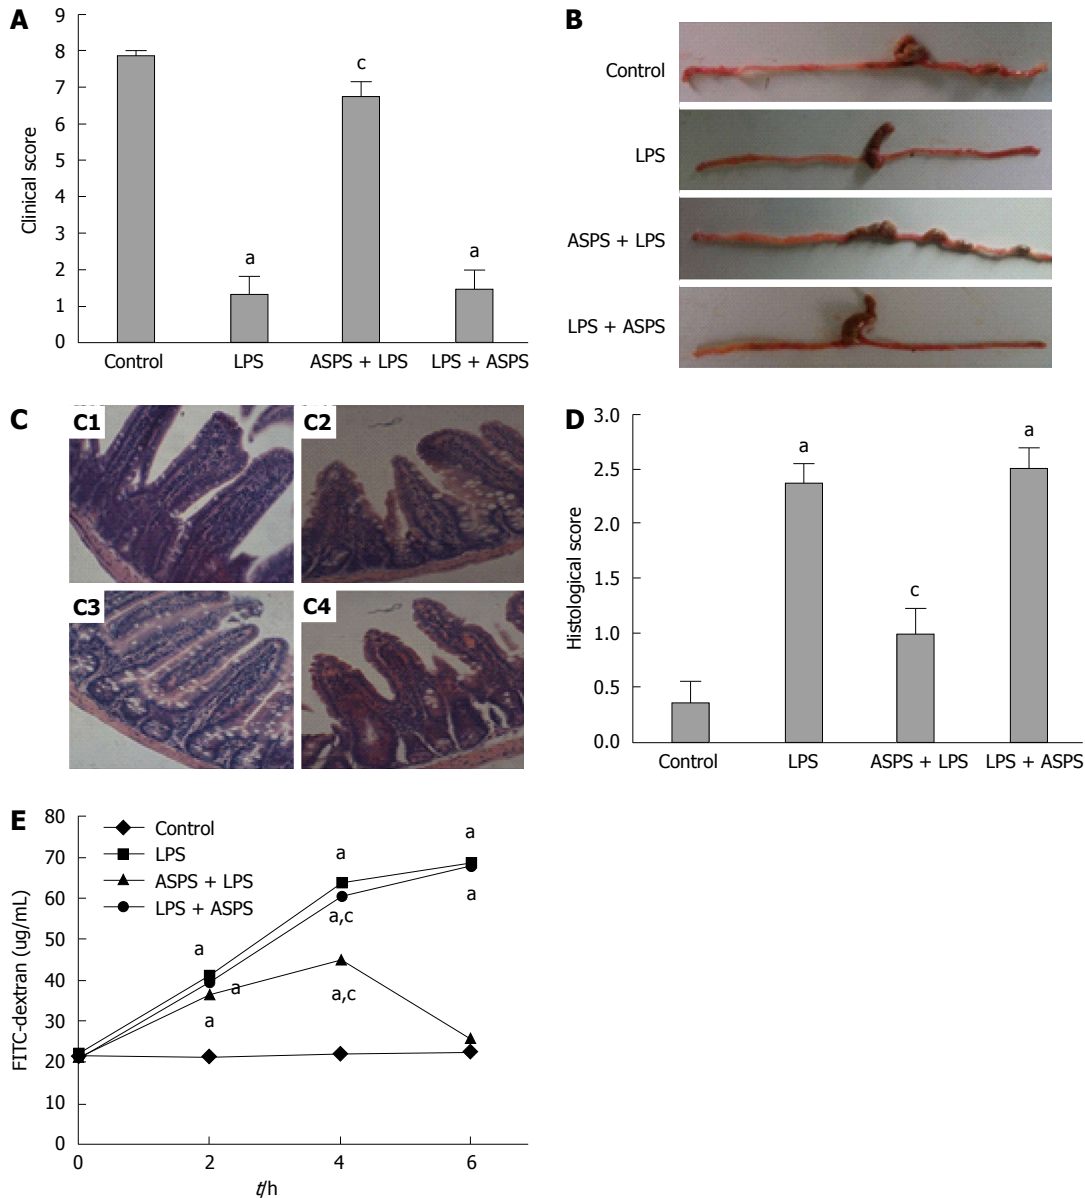 A
9
8
7
6
5
4
3
2
1
0
Clinical score
a
c
a
Control
LPS
ASPS + LPS
LPS + ASPS
B
Control
LPS
ASPS + LPS
LPS + ASPS
C
C1
C2
C3
C4
D
3.0
2.5
2.0
1.5
1.0
0.5
0.0
Histological score
a
c
a
Control
LPS
ASPS + LPS
LPS + ASPS
E
80
70
60
50
40
30
20
10
0
FITC-dextran (ug/mL)
Control
LPS
ASPS + LPS
LPS + ASPS
a
a
a
a
a,c
a,c
a
a
0
2
4
6
t/h